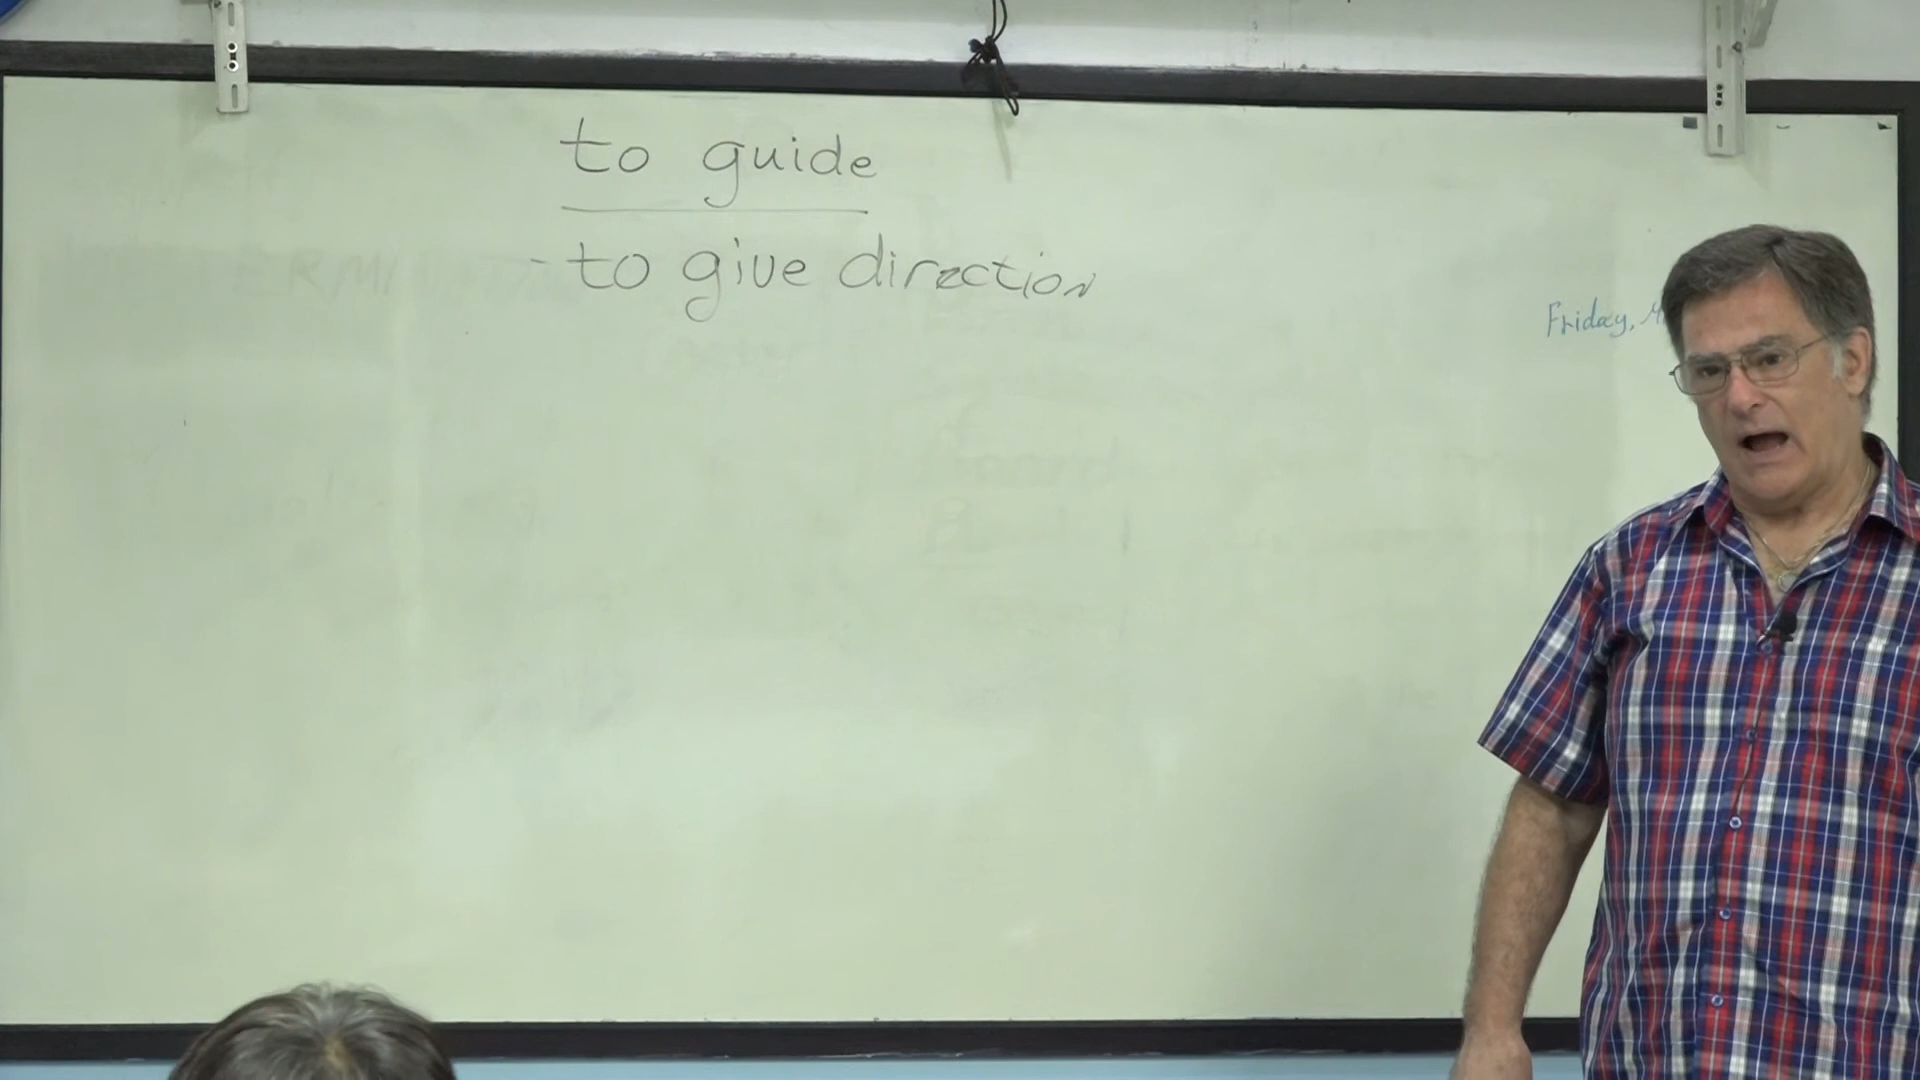 to guide
- to give direction
Friday,